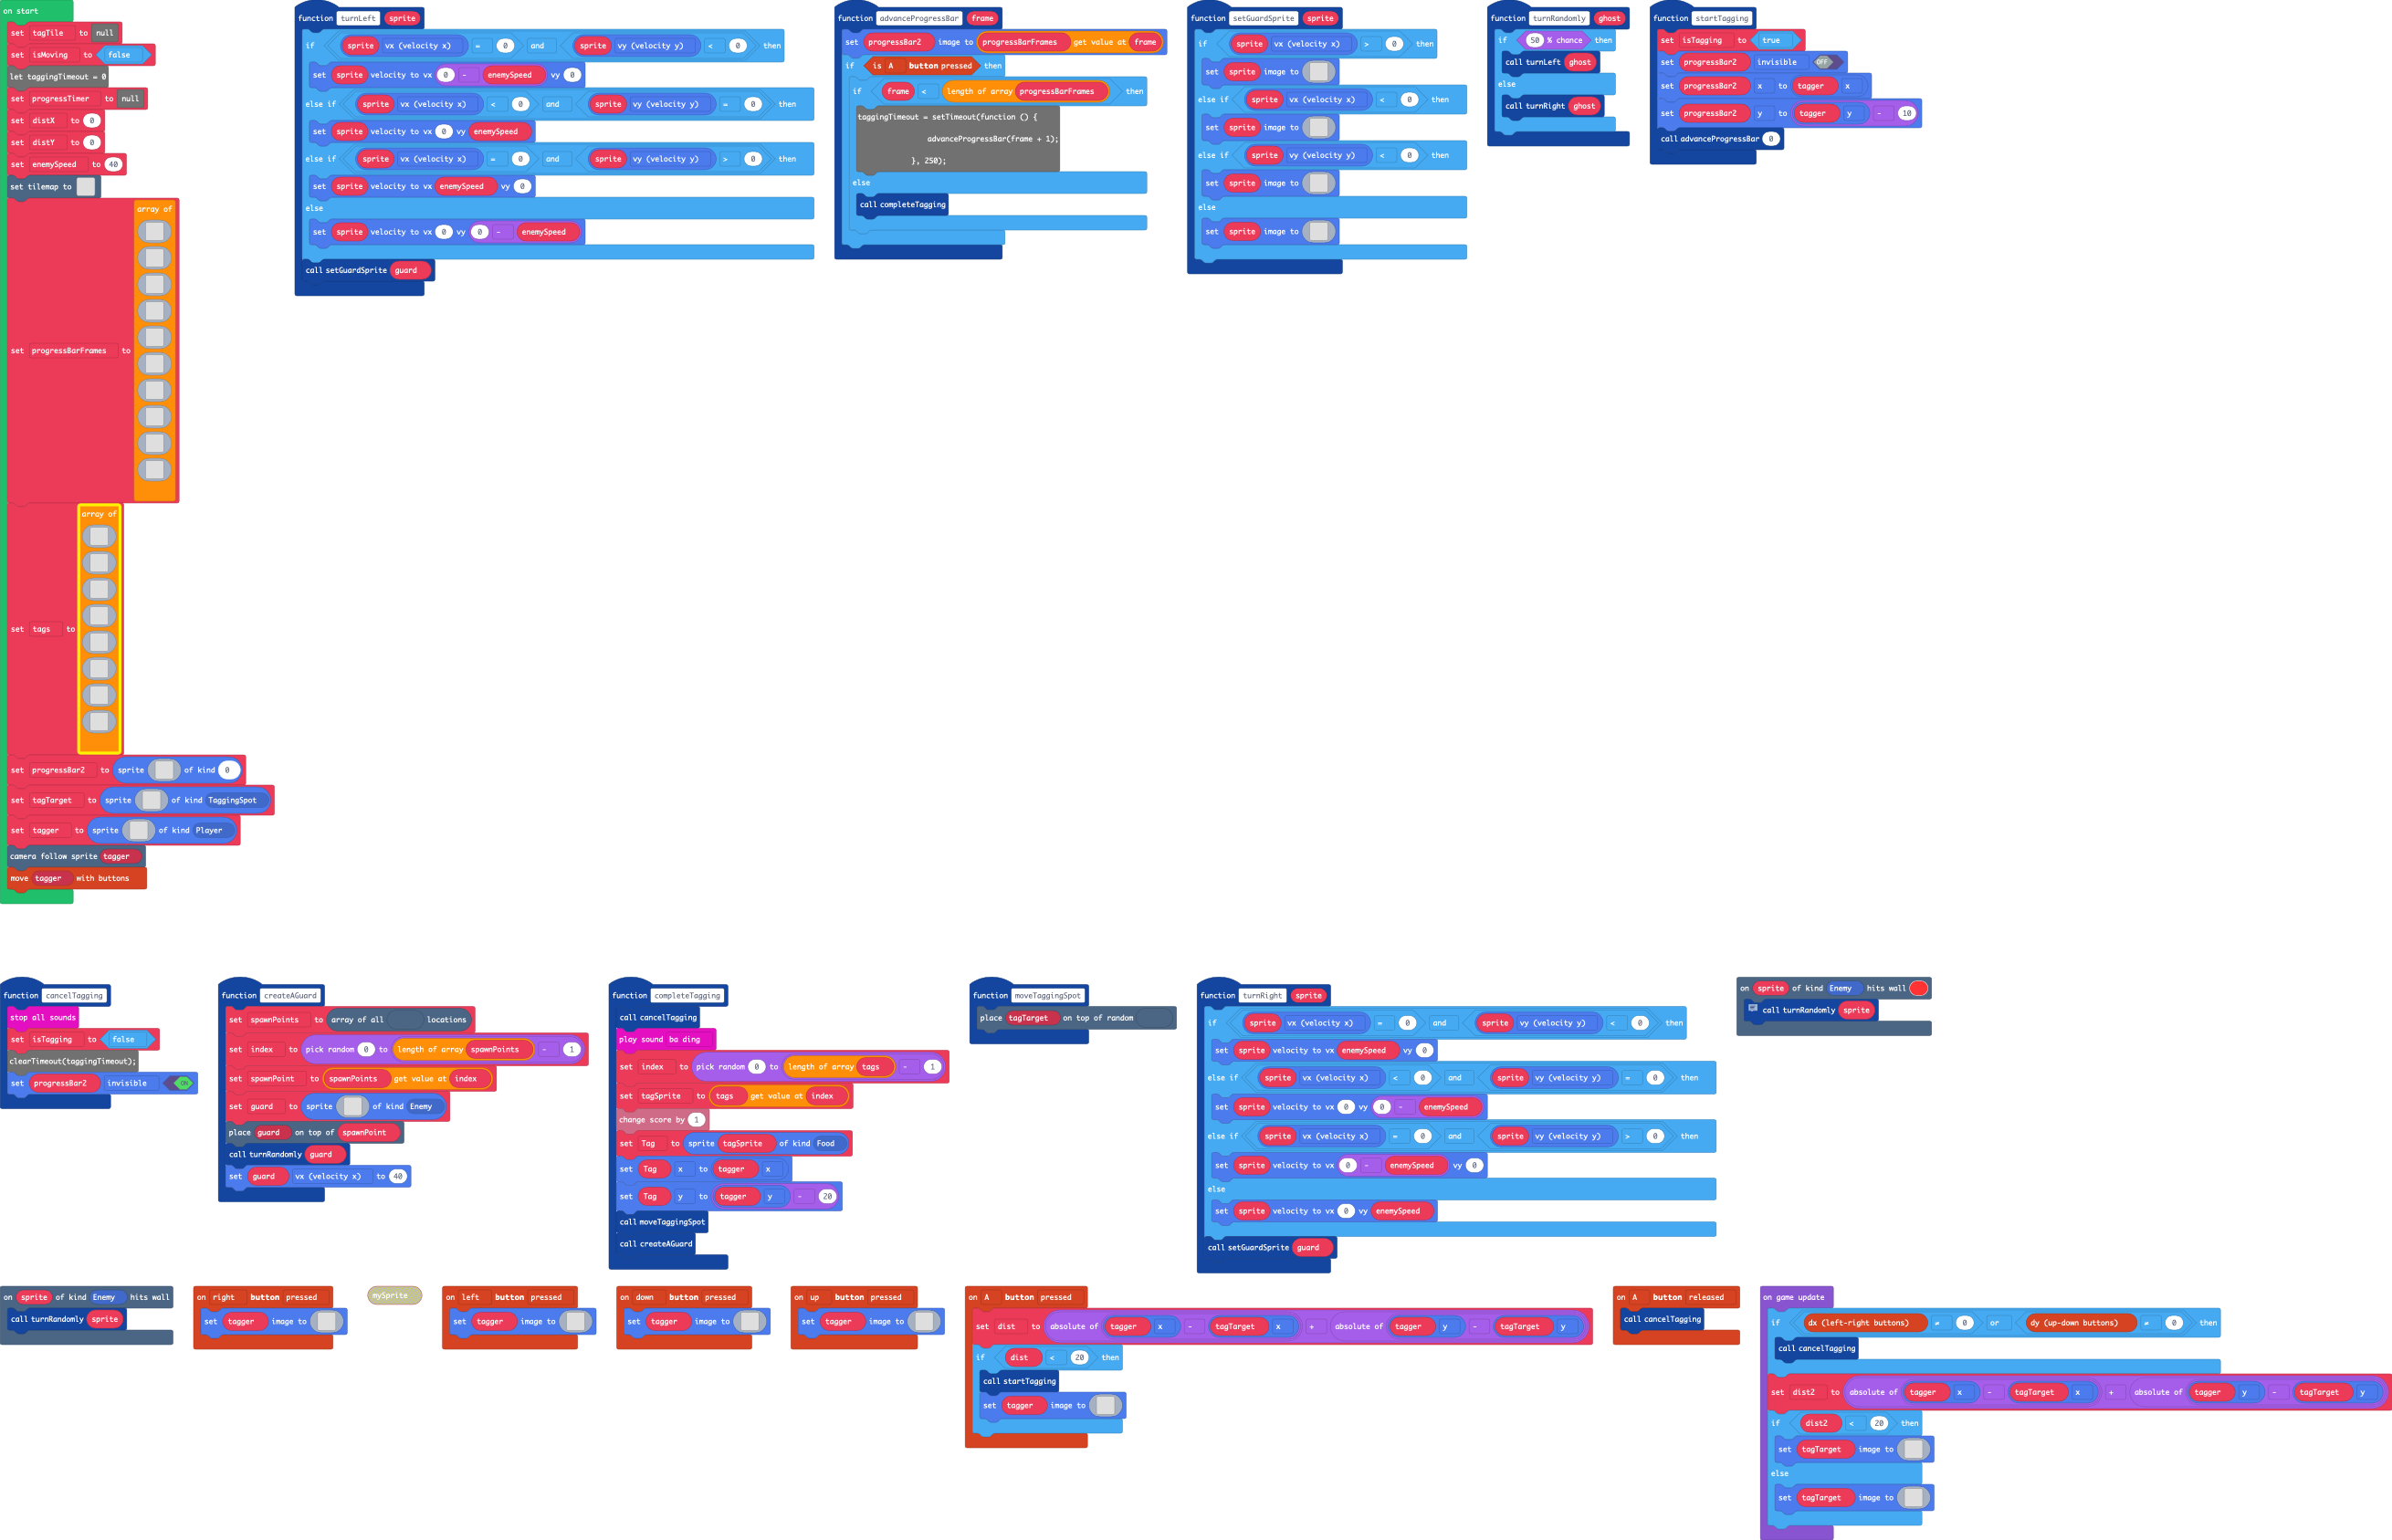 on start
set tagTile to null
set isMoving to false
let taggingTimeout = 0
set progressTimer to null
set distX to 0
set distY to 0
set enemySpeed to 40
set tilemap to
set progressBarFrames to array of
set tags to array of
set progressBar2 to sprite of kind 0
set tagTarget to sprite of kind TaggingSpot
set tagger to sprite of kind Player
camera follow sprite tagger
move tagger with buttons
function turnLeft sprite
if sprite vx (velocity x) = 0 and sprite vy (velocity y) < 0 then
set sprite velocity to vx 0 - enemySpeed vy 0
else if sprite vx (velocity x) < 0 and sprite vy (velocity y) = 0 then
set sprite velocity to vx 0 vy enemySpeed
else if sprite vx (velocity x) = 0 and sprite vy (velocity y) > 0 then
set sprite velocity to vx enemySpeed vy 0
else
set sprite velocity to vx 0 vy 0 - enemySpeed
call setGuardSprite guard
function advanceProgressBar frame
set progressBar2 image to progressBarFrames get value at frame
if is A button pressed then
if frame < length of array progressBarFrames then
taggingTimeout = setTimeout(function () {
advanceProgressBar(frame + 1);
}, 250);
else
call completeTagging
function setGuardSprite sprite
if sprite vx (velocity x) > 0 then
set sprite image to
else if sprite vx (velocity x) < 0 then
set sprite image to
else if sprite vy (velocity y) < 0 then
set sprite image to
else
set sprite image to
function turnRandomly ghost
if 50 % chance then
call turnLeft ghost
else
call turnRight ghost
function startTagging
set isTagging to true
set progressBar2 invisible OFF
set progressBar2 x to tagger x
set progressBar2 y to tagger y - 10
call advanceProgressBar 0
function cancelTagging
stop all sounds
set isTagging to false
clearTimeout(taggingTimeout);
set progressBar2 invisible ON
function createAGuard
set spawnPoints to array of all locations
set index to pick random 0 to length of array spawnPoints - 1
set spawnPoint to spawnPoints get value at index
set guard to sprite of kind Enemy
place guard on top of spawnPoint
call turnRandomly guard
set guard vx (velocity x) to 40
function completeTagging
call cancelTagging
play sound ba ding
set index to pick random 0 to length of array tags - 1
set tagSprite to tags get value at index
change score by 1
set Tag to sprite tagSprite of kind Food
set Tag x to tagger x
set Tag y to tagger y - 20
call moveTaggingSpot
call createAGuard
function moveTaggingSpot
place tagTarget on top of random
function turnRight sprite
if sprite vx (velocity x) = 0 and sprite vy (velocity y) < 0 then
set sprite velocity to vx enemySpeed vy 0
else if sprite vx (velocity x) < 0 and sprite vy (velocity y) = 0 then
set sprite velocity to vx 0 vy 0 - enemySpeed
else if sprite vx (velocity x) = 0 and sprite vy (velocity y) > 0 then
set sprite velocity to vx 0 - enemySpeed vy 0
else
set sprite velocity to vx 0 vy enemySpeed
call setGuardSprite guard
on sprite of kind Enemy hits wall
call turnRandomly sprite
on sprite of kind Enemy hits wall
call turnRandomly sprite
on right button pressed
set tagger image to
mySprite
on left button pressed
set tagger image to
on down button pressed
set tagger image to
on up button pressed
set tagger image to
on A button pressed
set dist to absolute of tagger x - tagTarget x + absolute of tagger y - tagTarget y
if dist < 20 then
call startTagging
set tagger image to
on A button released
call cancelTagging
on game update
if dx (left-right buttons) ≠ 0 or dy (up-down buttons) ≠ 0 then
call cancelTagging
set dist2 to absolute of tagger x - tagTarget x + absolute of tagger y - tagTarget y
if dist2 < 20 then
set tagTarget image to
else
set tagTarget image to